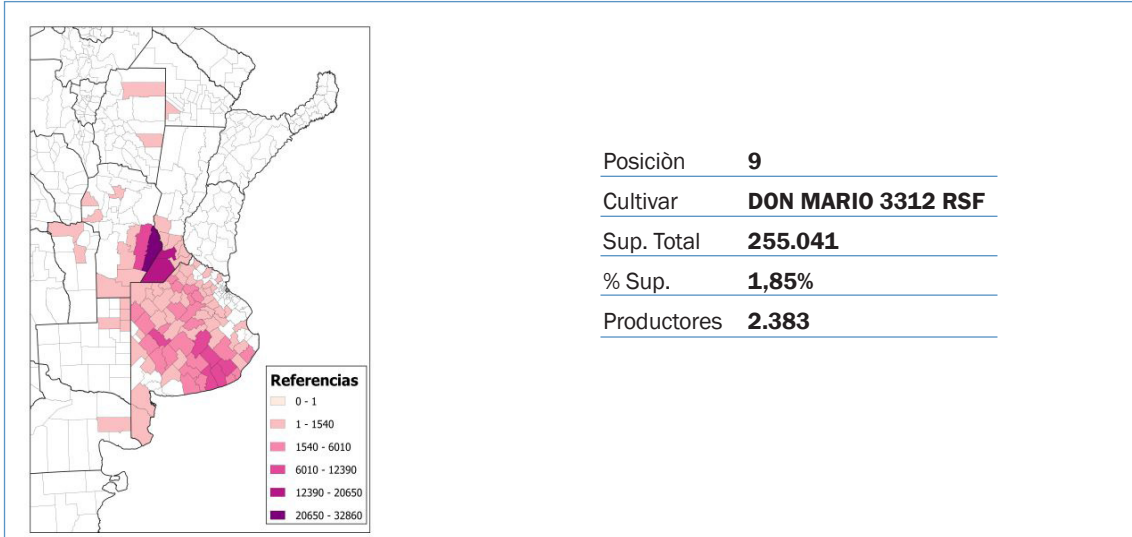 Referencias
0 - 1
1 - 1540
1540 - 6010
6010 - 12390
12390 - 20650
20650 - 32860
Posiciòn 9
Cultivar DON MARIO 3312 RSF
Sup. Total 255.041
% Sup. 1,85%
Productores 2.383